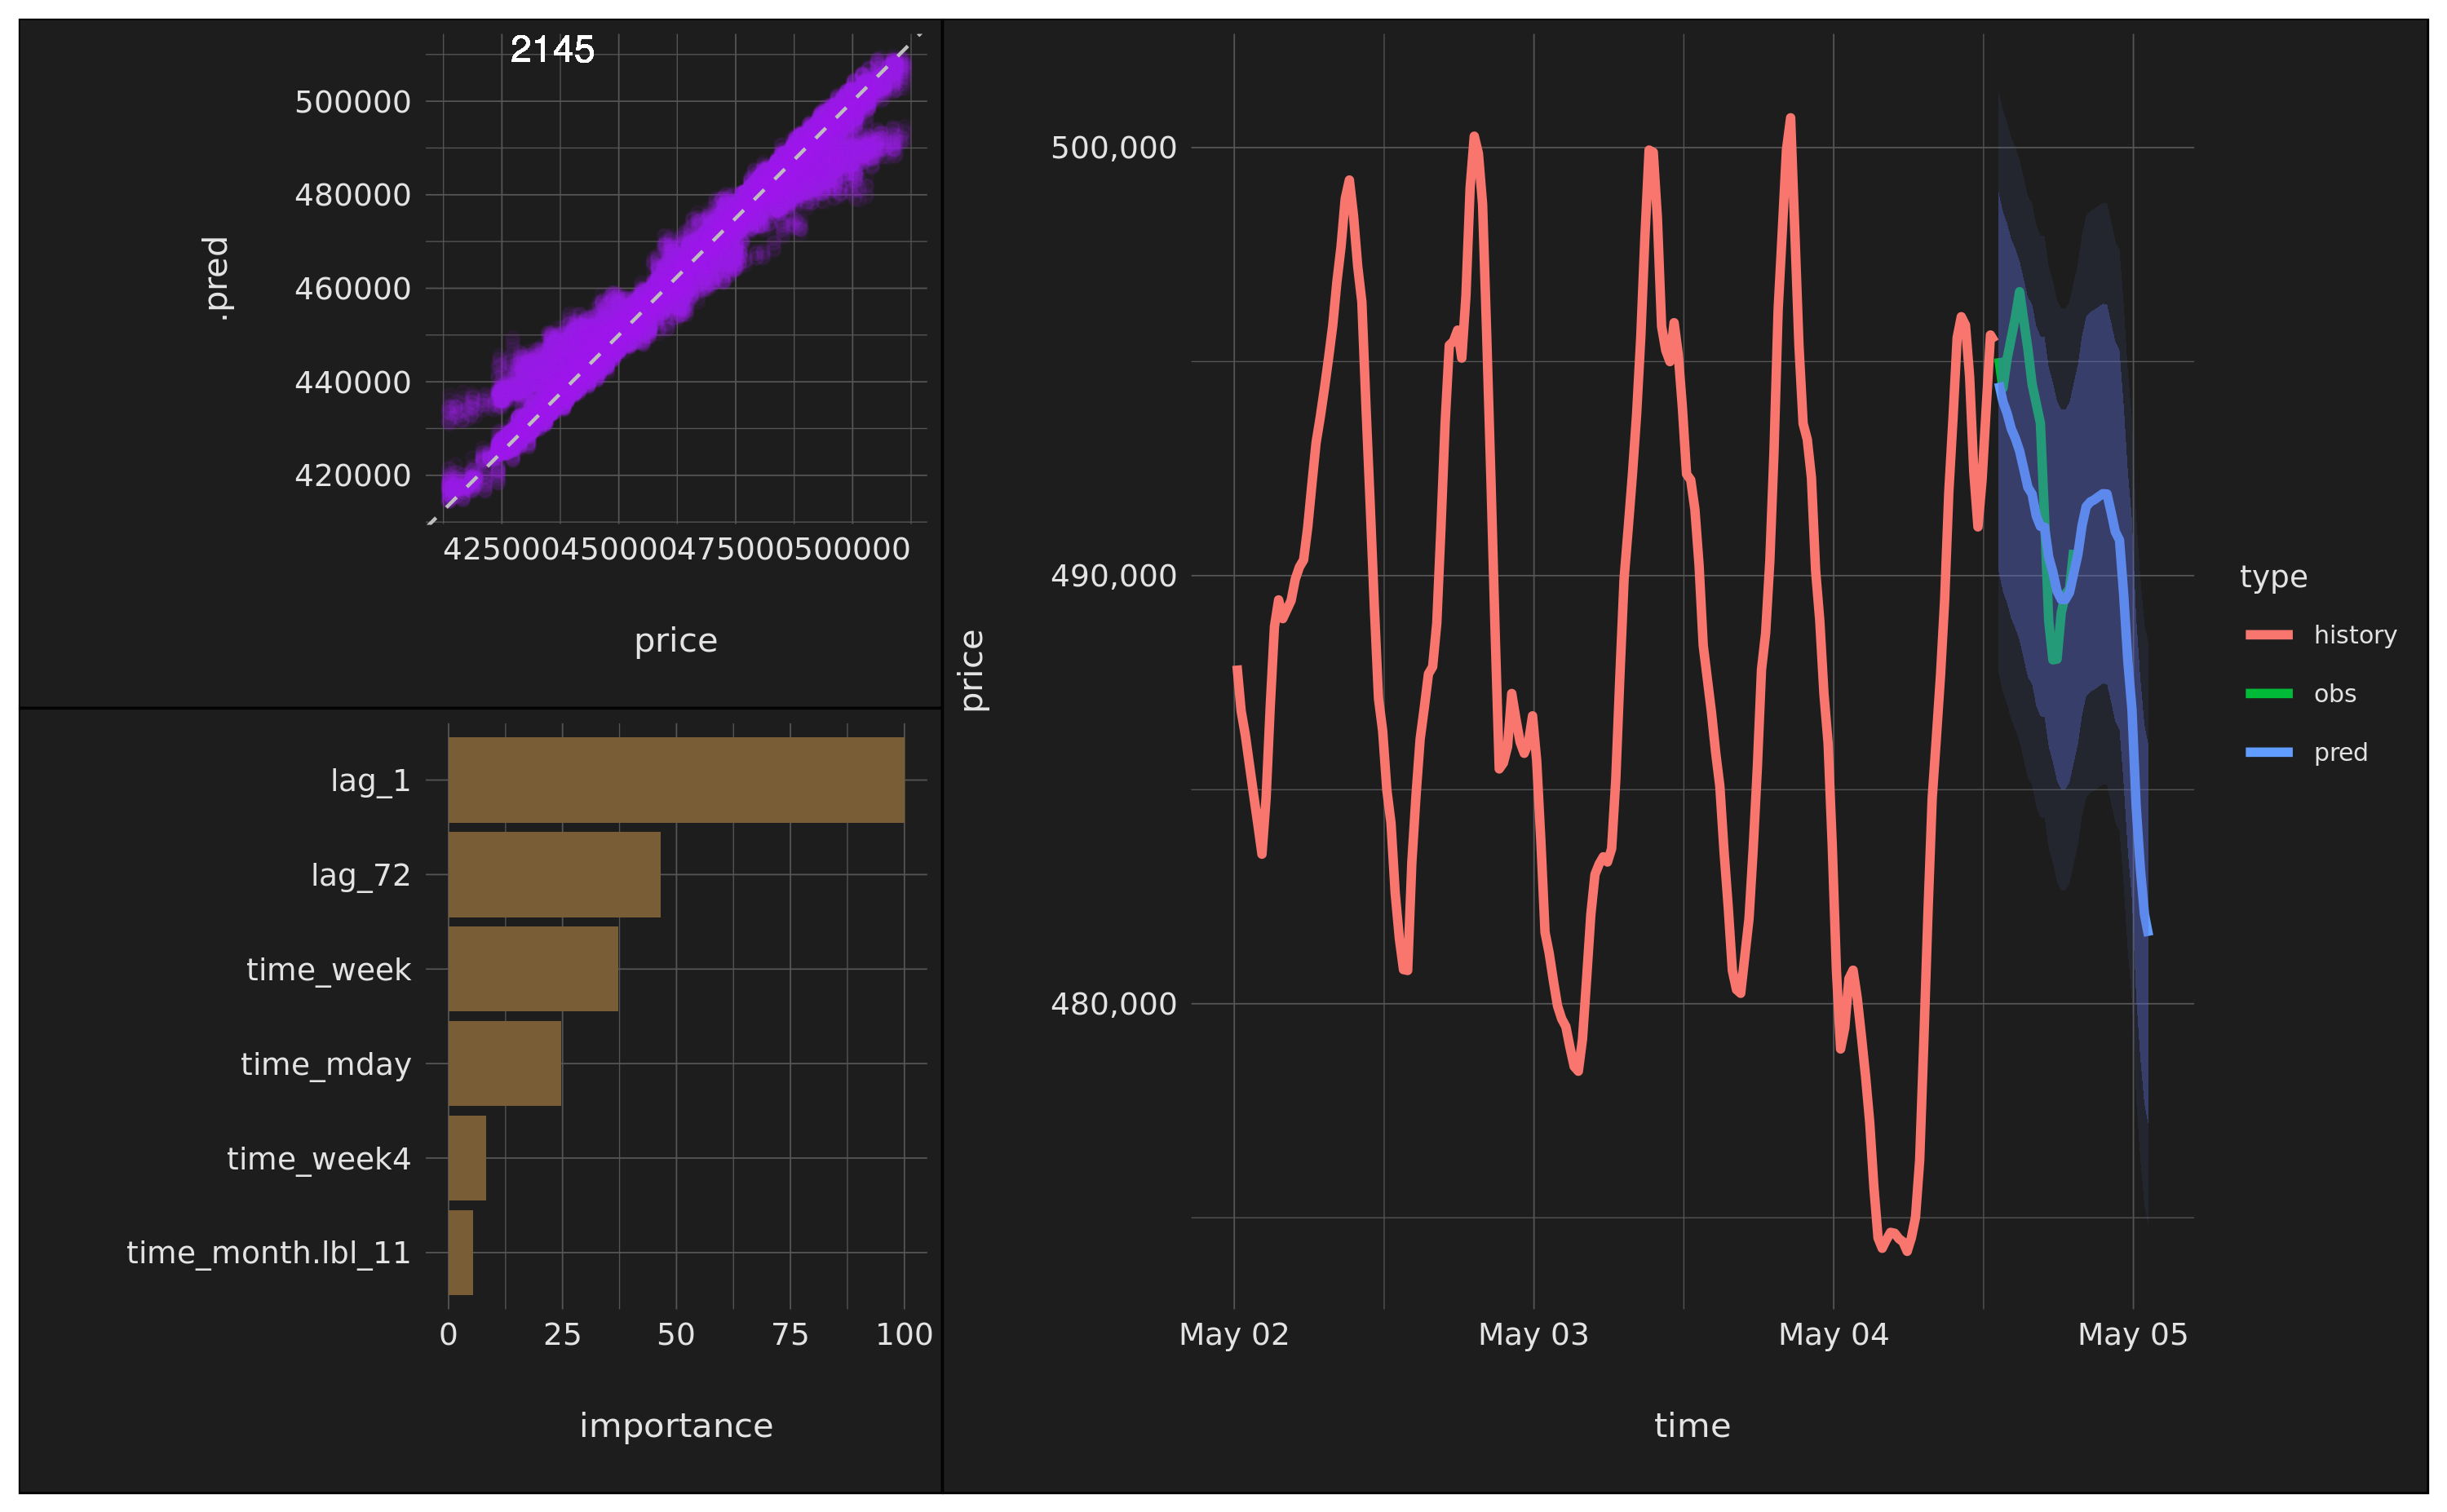 2145
500000
480000
460000
440000
420000
.pred
425000450000475000500000
price
lag_1
lag_72
time_week
time_mday
time_week4
time_month.lbl_11
0 25 50 75 100
importance
500,000
490,000
480,000
price
May 02 May 03 May 04 May 05
time
type
history
obs
pred